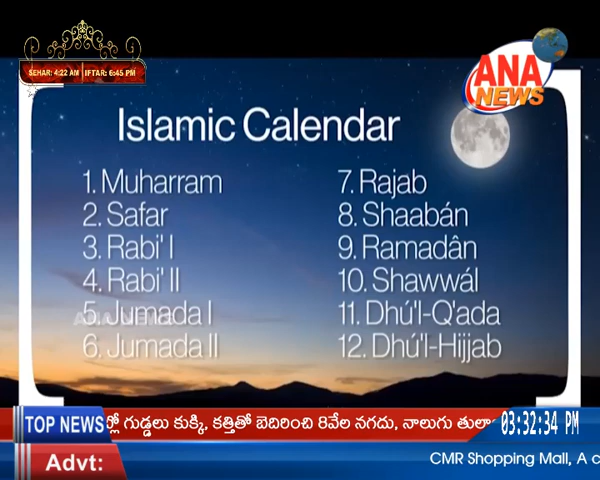 SEHAR: 4:22 AM | IFTAR: 6:45 PM
ANA
NEWS
Islamic Calendar
1. Muharram
2. Safar
3. Rabi' I
4. Rabi' II
5. Jumada I
6. Jumada II
7. Rajab
8. Shaabán
9. Ramadân
10. Shawwál
11. Dhú'l-Q'ada
12. Dhú'l-Hijjab
ANA NEWS
TOP NEWS
గుడ్డలు కుక్కి, కత్తితో బెదిరించి 8వేల నగదు, నాలుగు
03:32:34 PM
Advt:
CMR Shopping Mall, A c